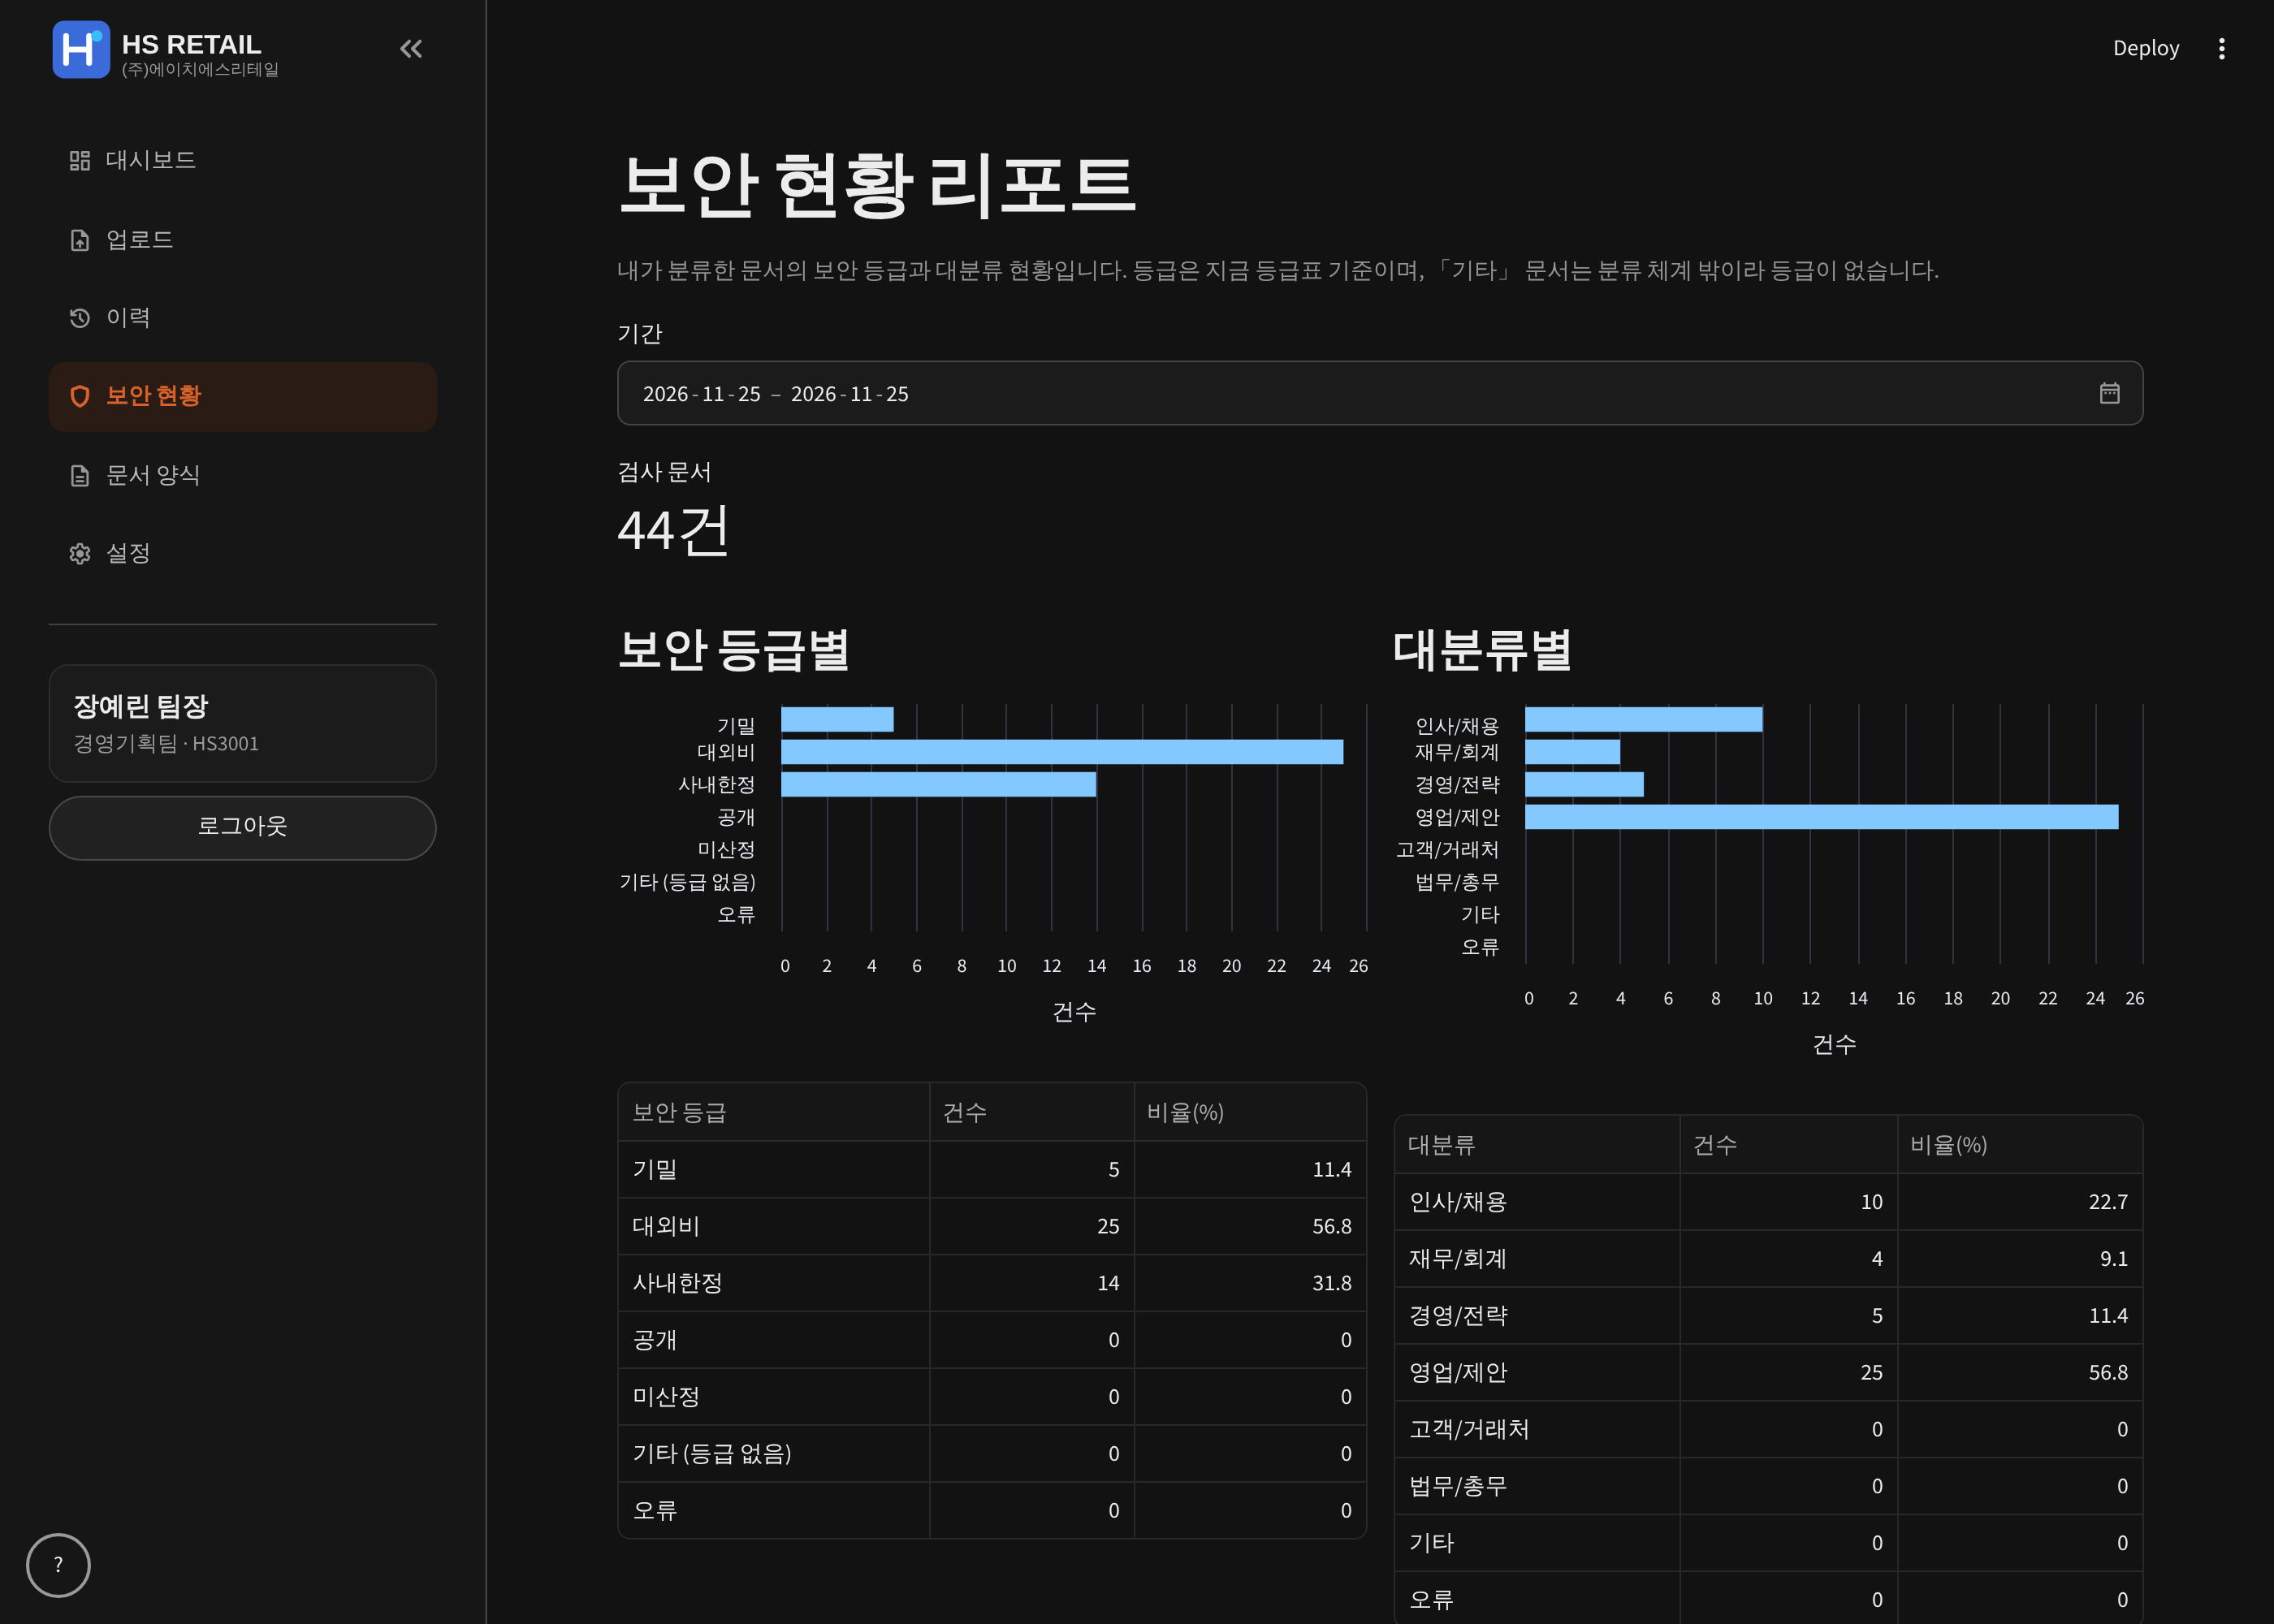 HS RETAIL
(주)에이치에스리테일
대시보드
업로드
이력
보안 현황
문서 양식
설정
장예린 팀장
경영기획팀 · HS3001
로그아웃
?
Deploy
보안 현황 리포트
내가 분류한 문서의 보안 등급과 대분류 현황입니다. 등급은 지금 등급표 기준이며, 「기타」 문서는 분류 체계 밖이라 등급이 없습니다.
기간
2026-11-25 – 2026-11-25
검사 문서
44건
보안 등급별
기밀
대외비
사내한정
공개
미산정
기타 (등급 없음)
오류
0 2 4 6 8 10 12 14 16 18 20 22 24 26
건수
보안 등급 건수 비율(%)
기밀 5 11.4
대외비 25 56.8
사내한정 14 31.8
공개 0 0
미산정 0 0
기타 (등급 없음) 0 0
오류 0 0
대분류별
인사/채용
재무/회계
경영/전략
영업/제안
고객/거래처
법무/총무
기타
오류
0 2 4 6 8 10 12 14 16 18 20 22 24 26
건수
대분류 건수 비율(%)
인사/채용 10 22.7
재무/회계 4 9.1
경영/전략 5 11.4
영업/제안 25 56.8
고객/거래처 0 0
법무/총무 0 0
기타 0 0
오류 0 0